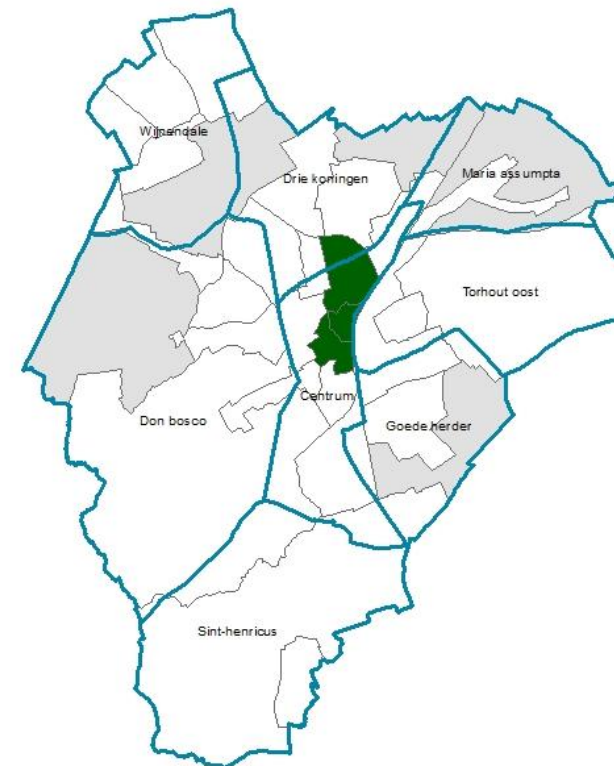 Wijnendale
Drie koningen
Maria assumpta
Torhout oost
Centrum
Don bosco
Goede herder
Sint-henricus